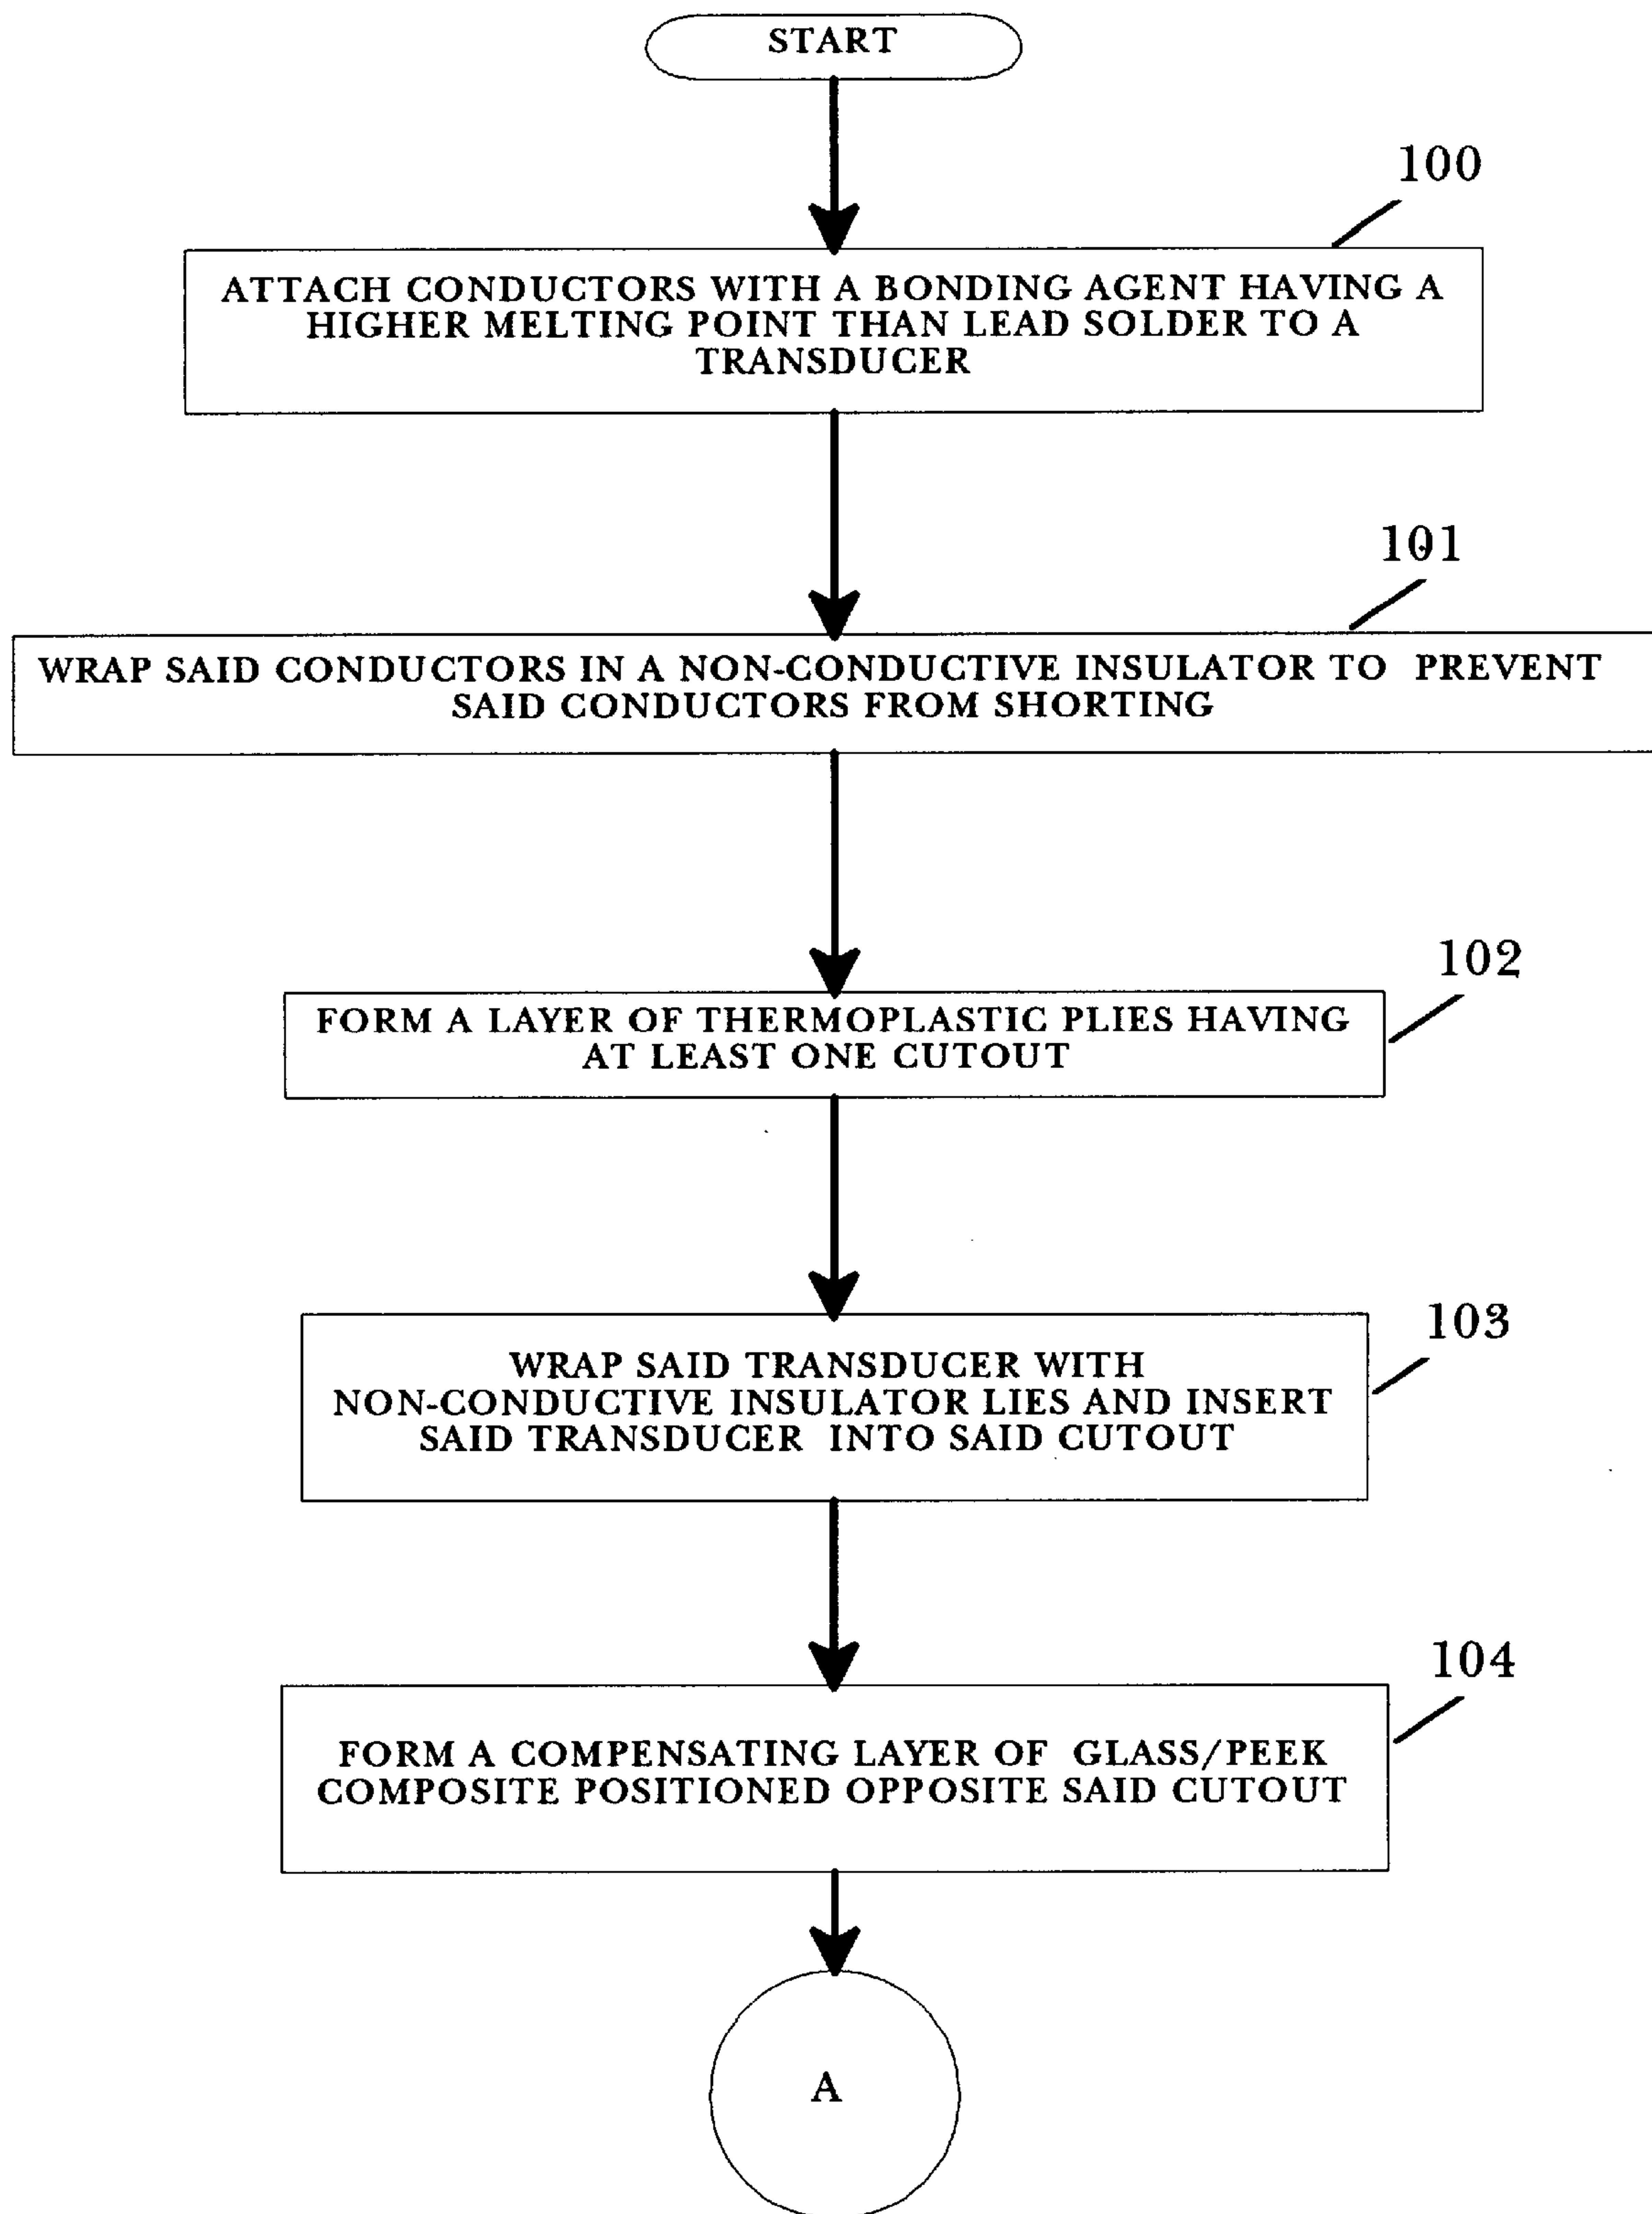 START
100
ATTACH CONDUCTORS WITH A BONDING AGENT HAVING A
HIGHER MELTING POINT THAN LEAD SOLDER TO A
TRANSDUCER
101
WRAP SAID CONDUCTORS IN A NON-CONDUCTIVE INSULATOR TO PREVENT
SAID CONDUCTORS FROM SHORTING
102
FORM A LAYER OF THERMOPLASTIC PLIES HAVING
AT LEAST ONE CUTOUT
103
WRAP SAID TRANSDUCER WITH
NON-CONDUCTIVE INSULATOR LIES AND INSERT
SAID TRANSDUCER INTO SAID CUTOUT
104
FORM A COMPENSATING LAYER OF GLASS/PEEK
COMPOSITE POSITIONED OPPOSITE SAID CUTOUT
A